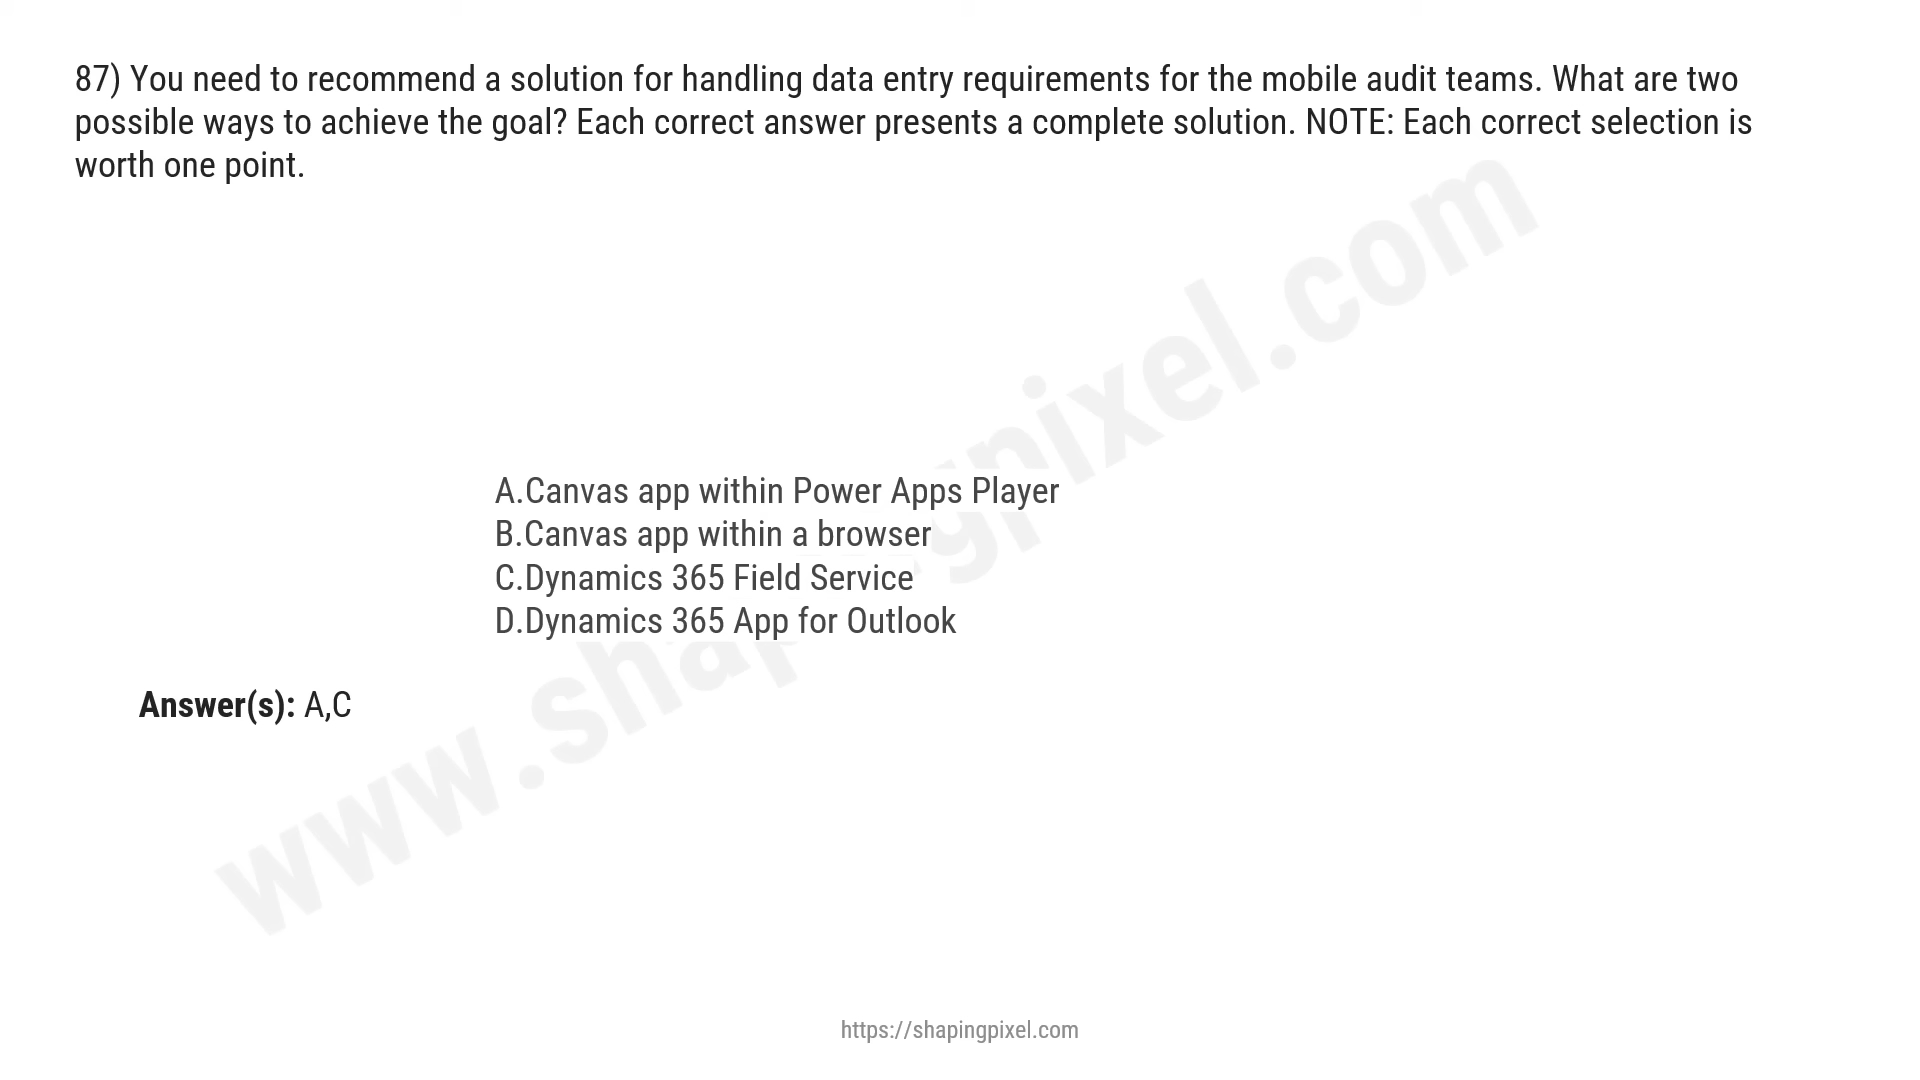 87) You need to recommend a solution for handling data entry requirements for the mobile audit teams. What are two
possible ways to achieve the goal? Each correct answer presents a complete solution. NOTE: Each correct selection is
worth one point.
A.Canvas app within Power Apps Player
B.Canvas app within a browser
C.Dynamics 365 Field Service
D.Dynamics 365 App for Outlook
Answer(s): A,C
www.shapingpixel.com
https://shapingpixel.com